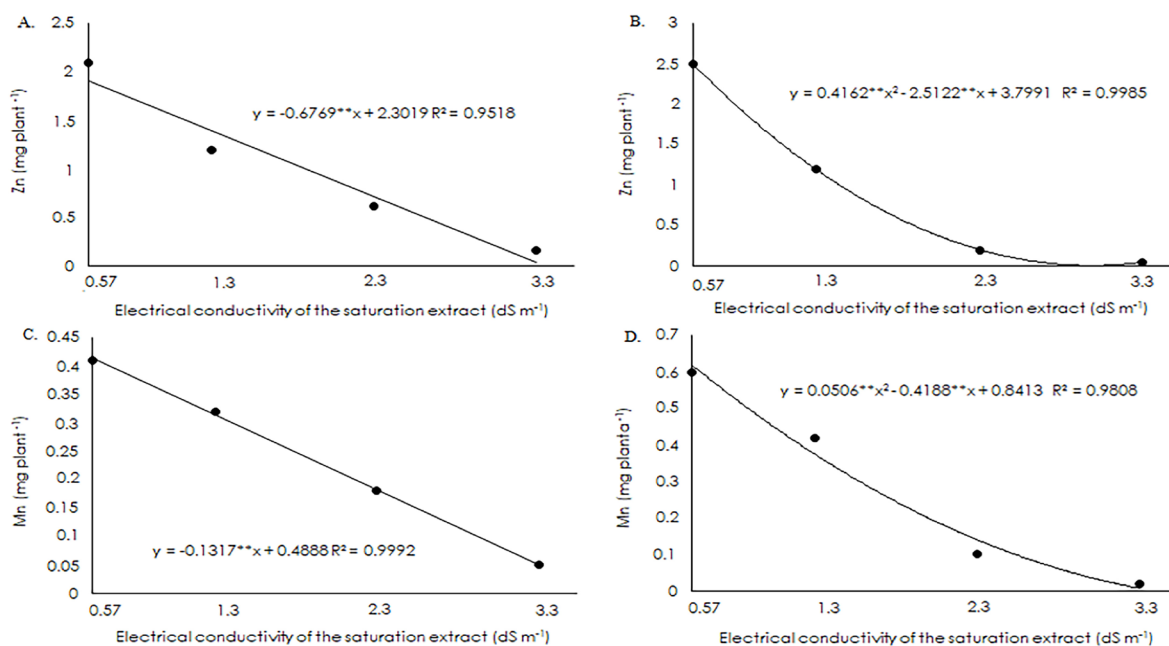 A.
2.5
2
1.5
1
0.5
0
Zn (mg plant⁻¹)
y = -0.6769**x + 2.3019 R² = 0.9518
0.57 1.3 2.3 3.3
Electrical conductivity of the saturation extract (dS m⁻¹)
B.
3
2.5
2
1.5
1
0.5
0
Zn (mg plant⁻¹)
y = 0.4162**x² - 2.5122**x + 3.7991 R² = 0.9985
0.57 1.3 2.3 3.3
Electrical conductivity of the saturation extract (dS m⁻¹)
C.
0.45
0.4
0.35
0.3
0.25
0.2
0.15
0.1
0.05
0
Mn (mg plant⁻¹)
y = -0.1317**x + 0.4888 R² = 0.9992
0.57 1.3 2.3 3.3
Electrical conductivity of the saturation extract (dS m⁻¹)
D.
0.7
0.6
0.5
0.4
0.3
0.2
0.1
0
Mn (mg planta⁻¹)
y = 0.0506**x² - 0.4188**x + 0.8413 R² = 0.9808
0.57 1.3 2.3 3.3
Electrical conductivity of the saturation extract (dS m⁻¹)